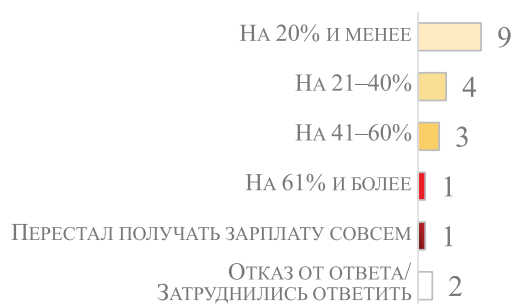 На 20% и менее 9
На 21–40% 4
На 41–60% 3
На 61% и более 1
Перестал получать зарплату совсем 1
Отказ от ответа/
Затруднились ответить 2